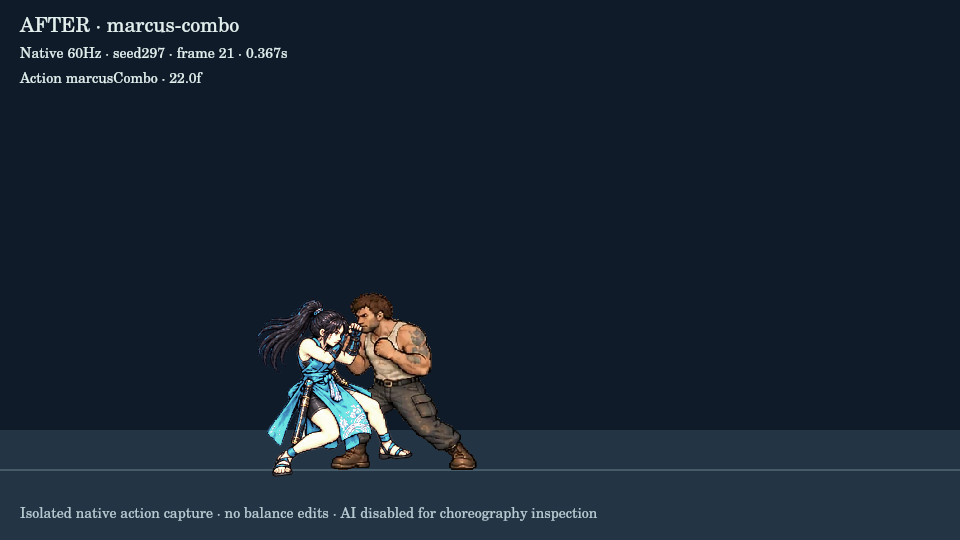 AFTER · marcus-combo
Native 60Hz · seed297 · frame 21 · 0.367s
Action marcusCombo · 22.0f
Isolated native action capture · no balance edits · AI disabled for choreography inspection